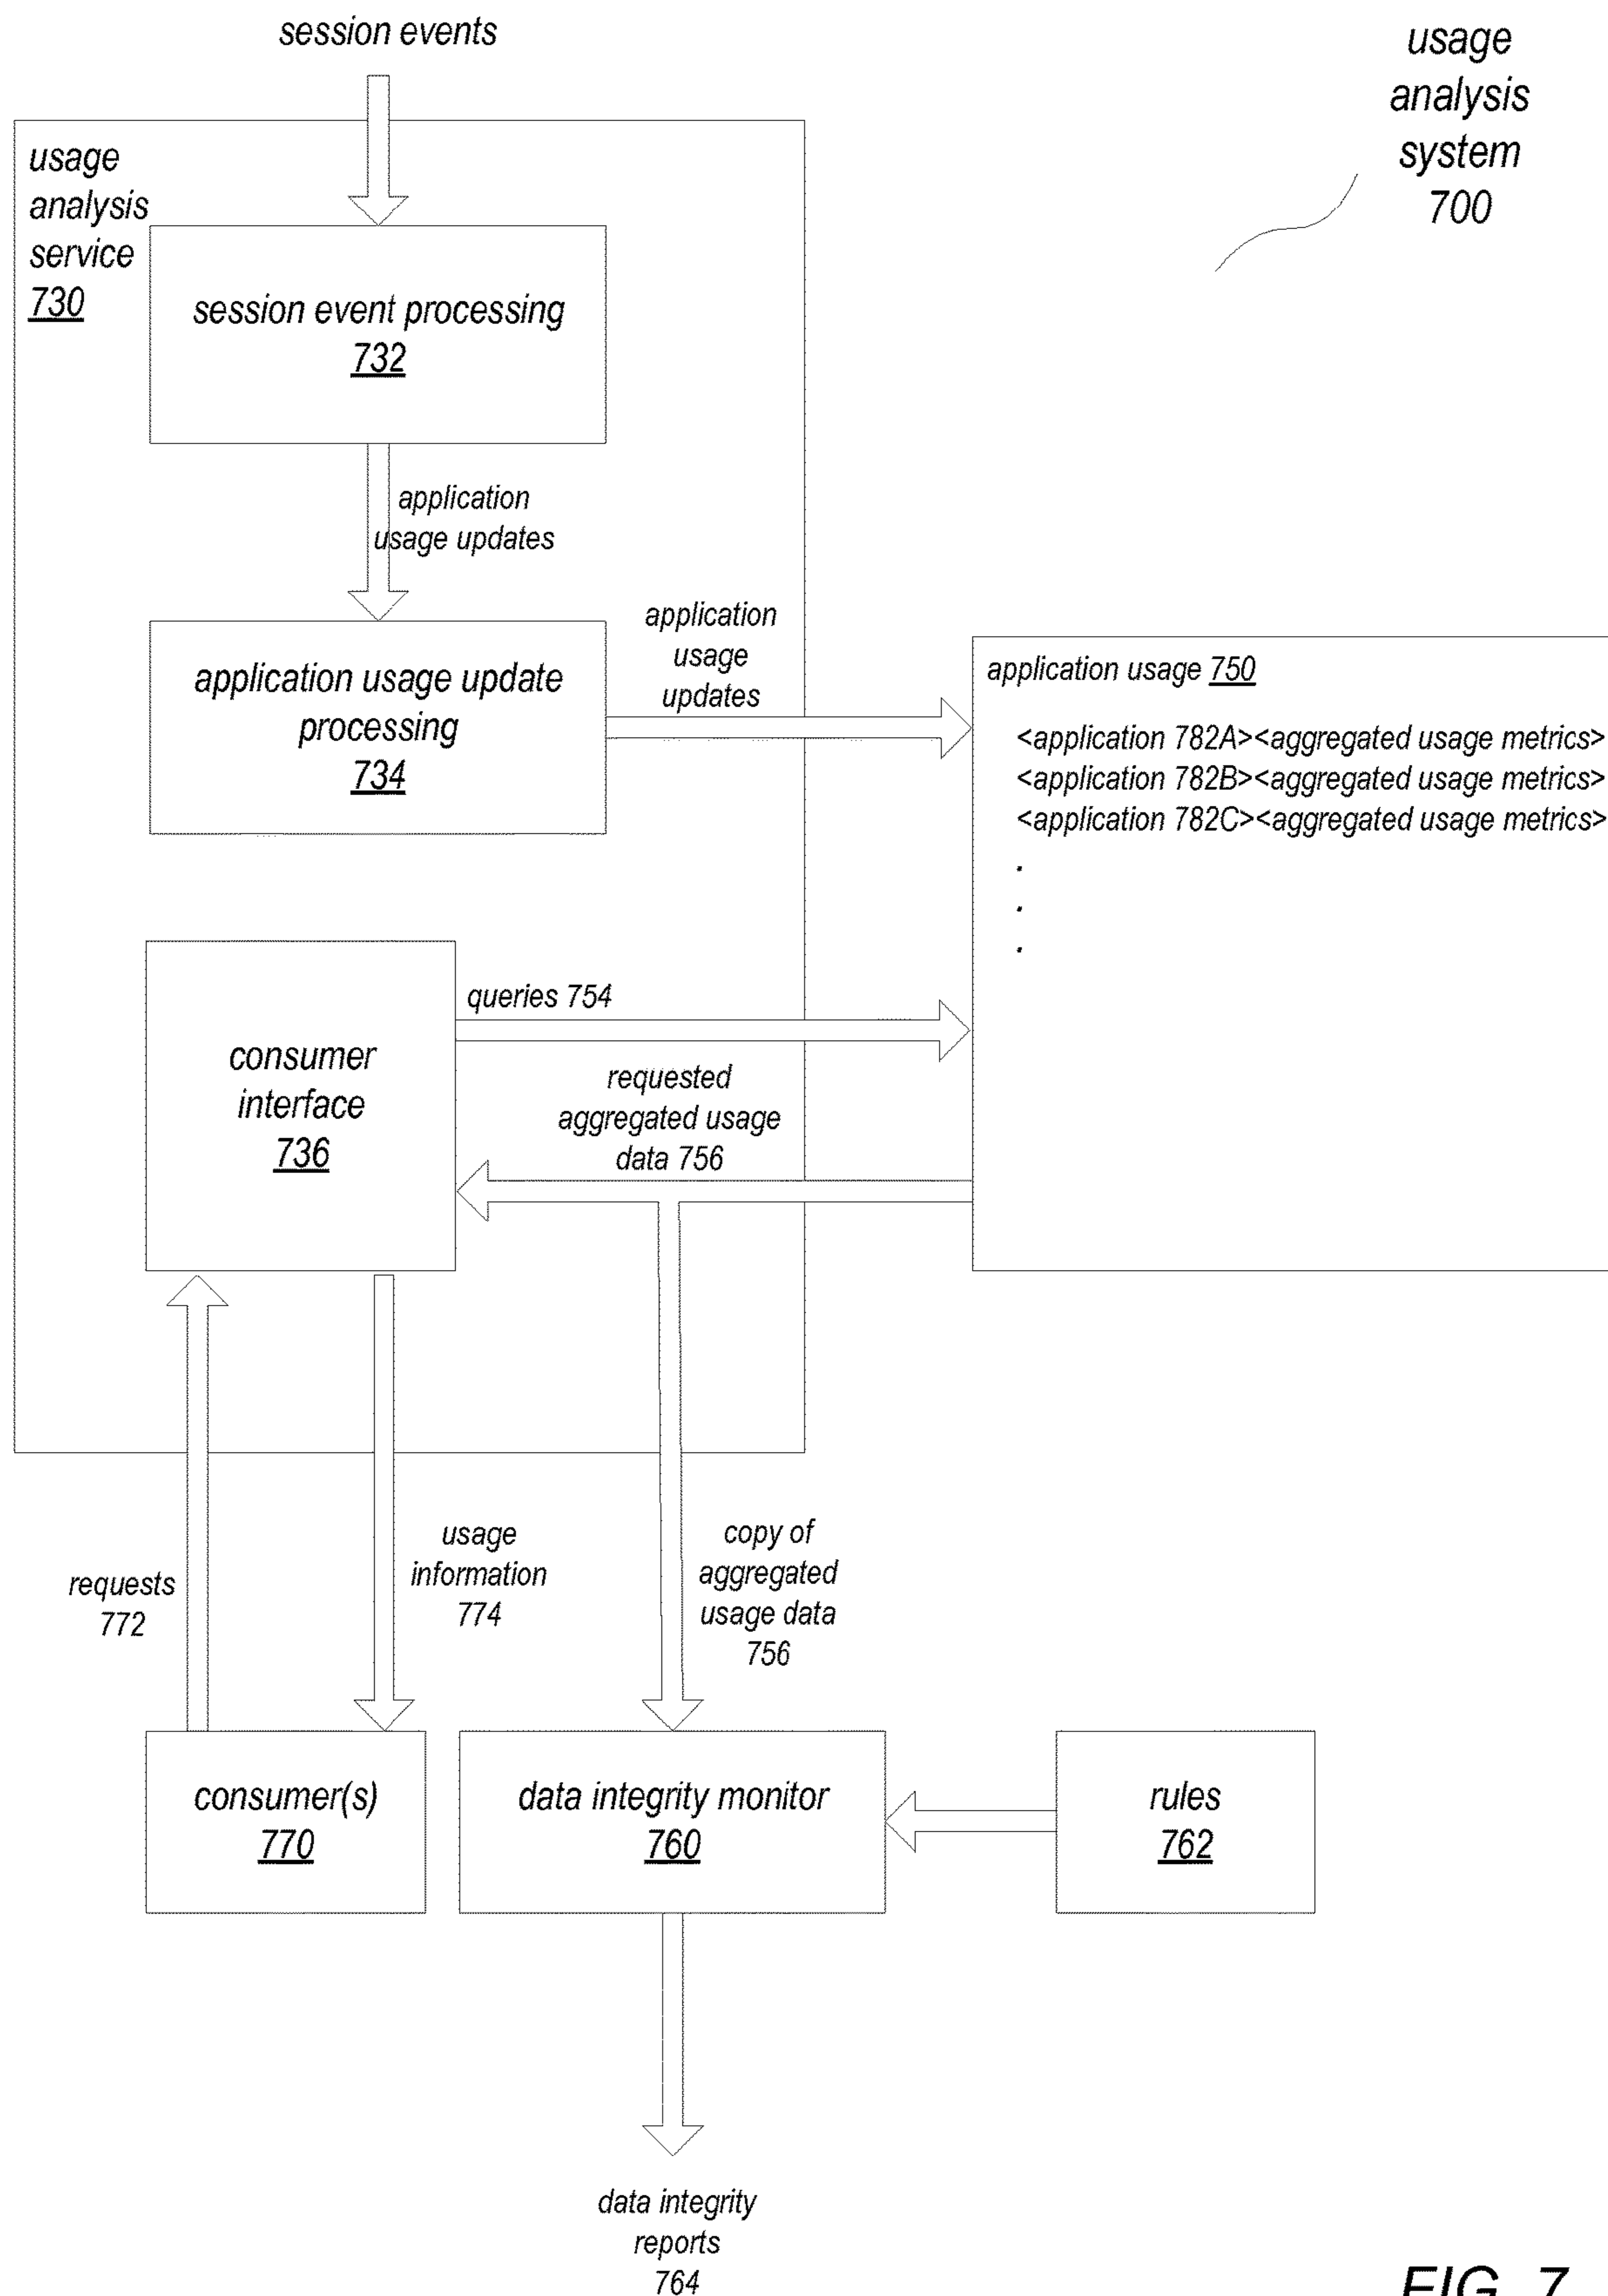 session events
usage
analysis
system
700
usage
analysis
service
730
session event processing
732
application
usage updates
application usage update
processing
734
application
usage
updates
application usage 750
<application 782A><aggregated usage metrics>
<application 782B><aggregated usage metrics>
<application 782C><aggregated usage metrics>
.
.
.
consumer
interface
736
queries 754
requested
aggregated usage
data 756
requests
772
usage
information
774
copy of
aggregated
usage data
756
consumer(s)
770
data integrity monitor
760
rules
762
data integrity
reports
764
FIG. 7